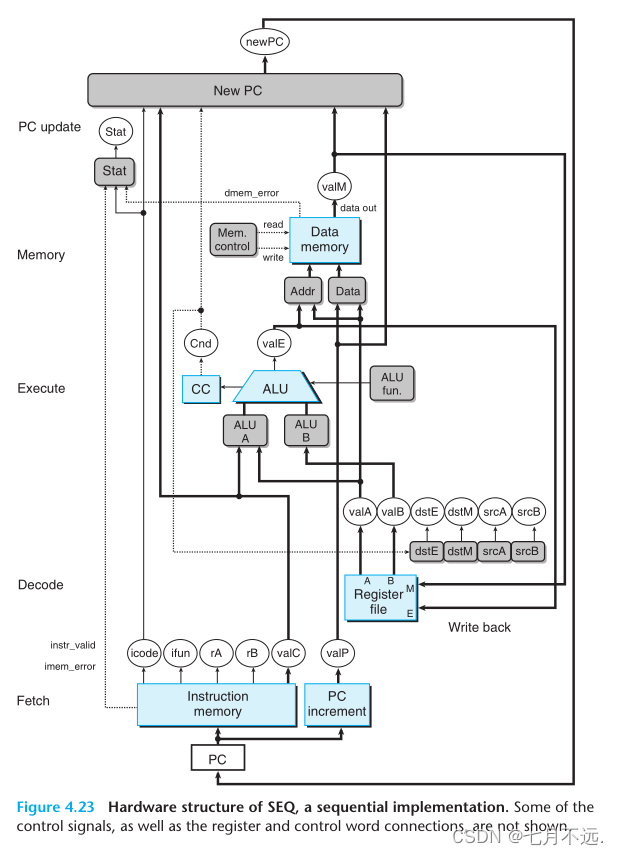 newPC
New PC
PC update
Stat
Stat
valM
dmem_error
data out
Mem.
control
read
write
Data
memory
Memory
Addr
Data
Cnd
valE
Execute
CC
ALU
ALU
fun.
ALU
A
ALU
B
valA
valB
dstE
dstM
srcA
srcB
dstE
dstM
srcA
srcB
Decode
A
B
M
Register
file
E
Write back
instr_valid
imem_error
icode
ifun
rA
rB
valC
valP
Fetch
Instruction
memory
PC
increment
PC
Figure 4.23 Hardware structure of SEQ, a sequential implementation. Some of the
control signals, as well as the register and control word connections, are not shown.
CSDN @七月不远.